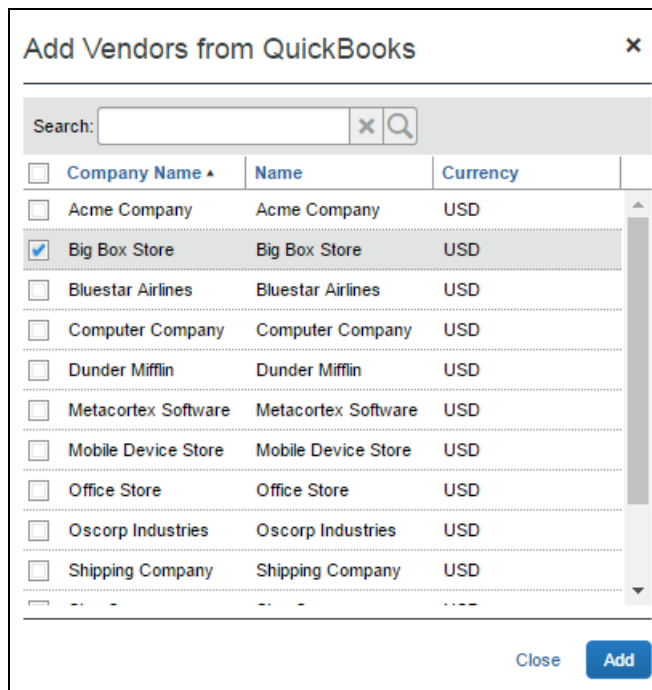 Add Vendors from QuickBooks
Search:
Company Name Name Currency
Acme Company Acme Company USD
Big Box Store Big Box Store USD
Bluestar Airlines Bluestar Airlines USD
Computer Company Computer Company USD
Dunder Mifflin Dunder Mifflin USD
Metacortex Software Metacortex Software USD
Mobile Device Store Mobile Device Store USD
Office Store Office Store USD
Oscorp Industries Oscorp Industries USD
Shipping Company Shipping Company USD
Close Add